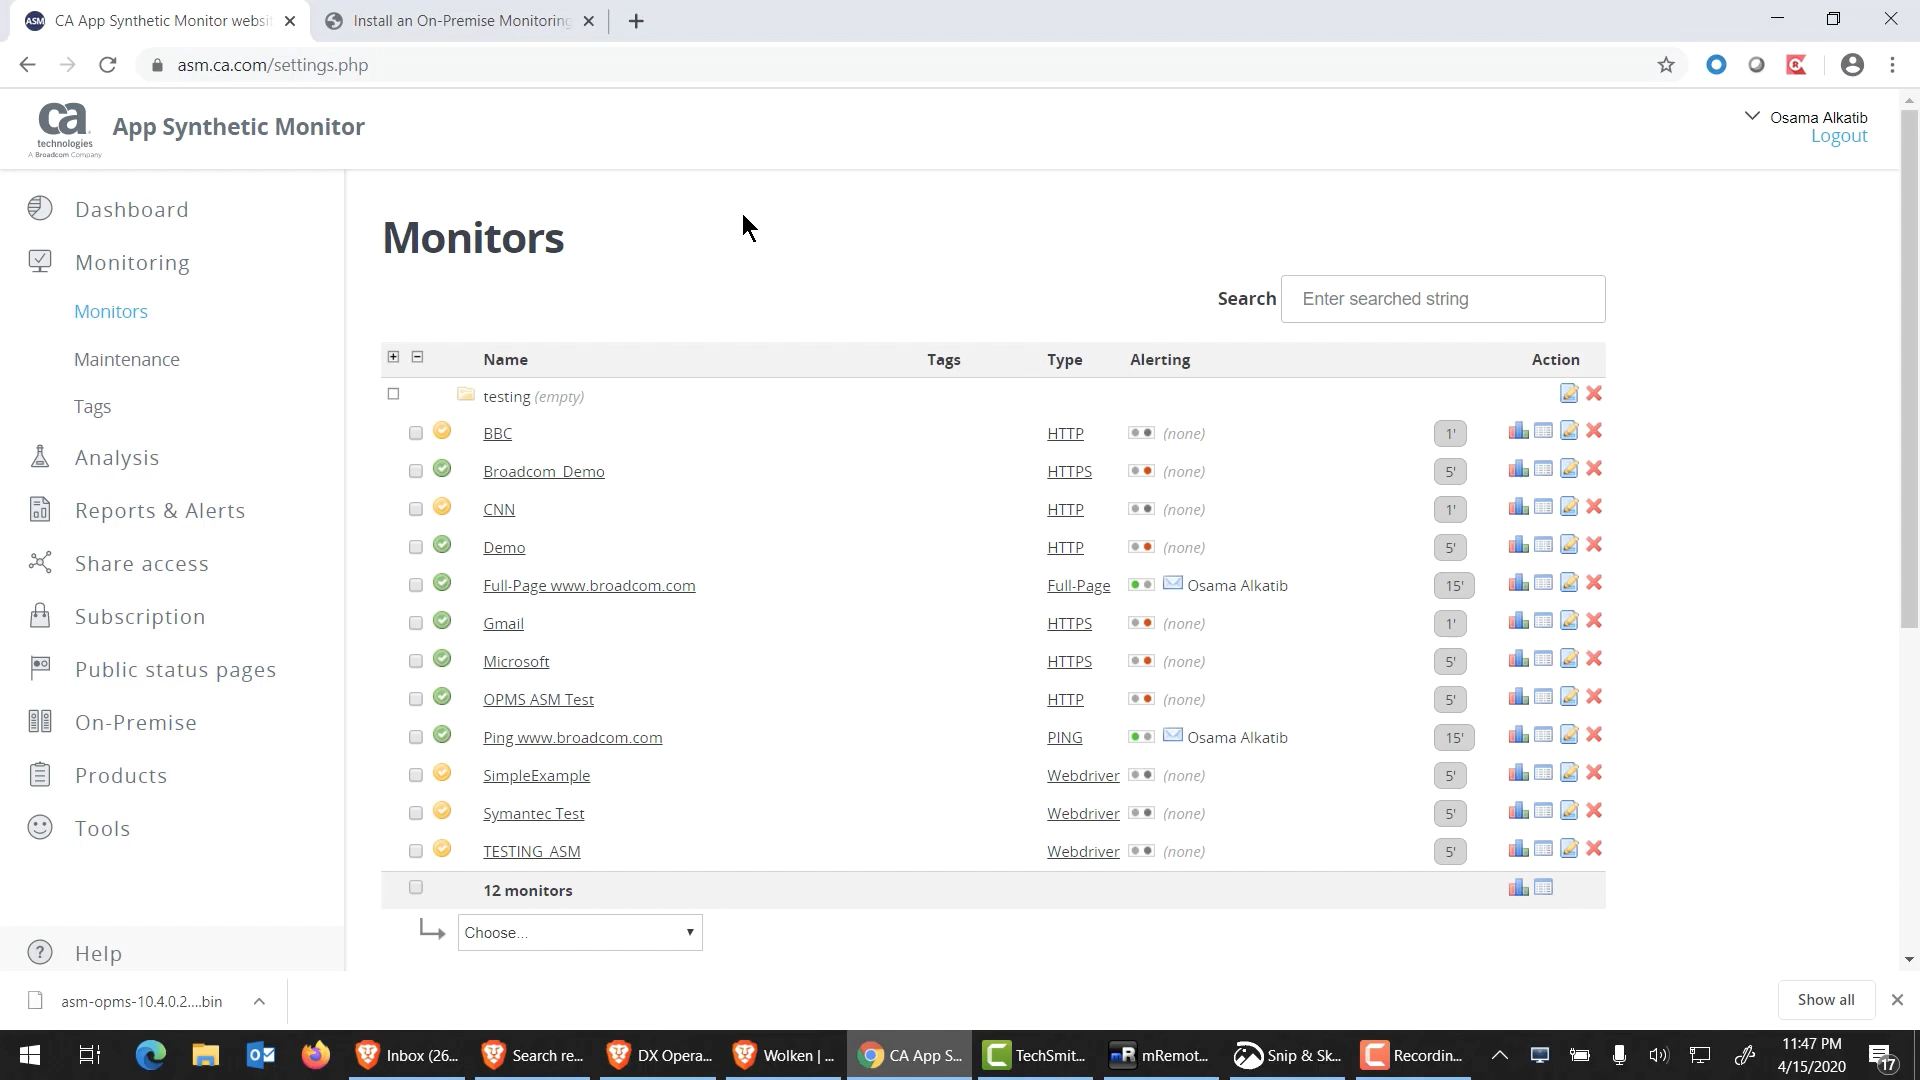 ASM CA App Synthetic Monitor websi
Install an On-Premise Monitoring
asm.ca.com/settings.php
ca
technologies
A Broadcom Company
App Synthetic Monitor
Osama Alkatib
Logout
Dashboard
Monitoring
Monitors
Maintenance
Tags
Analysis
Reports & Alerts
Share access
Subscription
Public status pages
On-Premise
Products
Tools
Help
Monitors
Search Enter searched string
Name Tags Type Alerting Action
testing (empty)
BBC HTTP (none) 1'
Broadcom Demo HTTPS (none) 5'
CNN HTTP (none) 1'
Demo HTTP (none) 5'
Full-Page www.broadcom.com Full-Page Osama Alkatib 15'
Gmail HTTPS (none) 1'
Microsoft HTTPS (none) 5'
OPMS ASM Test HTTP (none) 5'
Ping www.broadcom.com PING Osama Alkatib 15'
SimpleExample Webdriver (none) 5'
Symantec Test Webdriver (none) 5'
TESTING ASM Webdriver (none) 5'
12 monitors
Choose...
asm-opms-10.4.0.2....bin
Show all
Inbox (26... Search re... DX Opera... Wolken | ... CA App S... TechSmit... mR mRemot... Snip & Sk... Recordin...
11:47 PM
4/15/2020
17